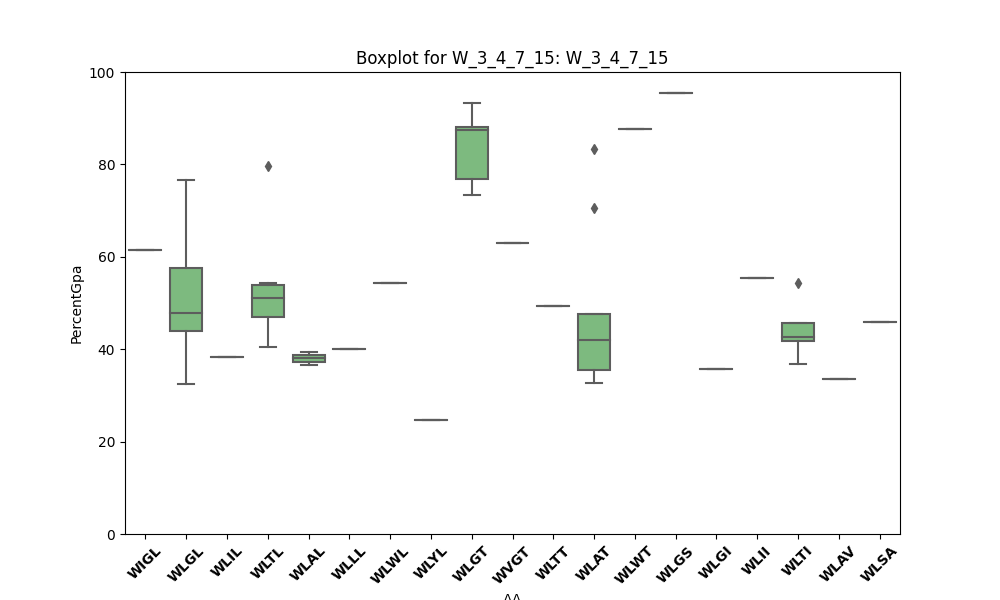 Boxplot for W_3_4_7_15: W_3_4_7_15
100
80
60
40
20
0
PercentGpa
WIGL
WLGL
WLIL
WLTL
WLAL
WLLL
WLWL
WLYL
WLGT
WVGT
WLTT
WLAT
WLWT
WLGS
WLGI
WLII
WLTI
WLAV
WLSA
AA